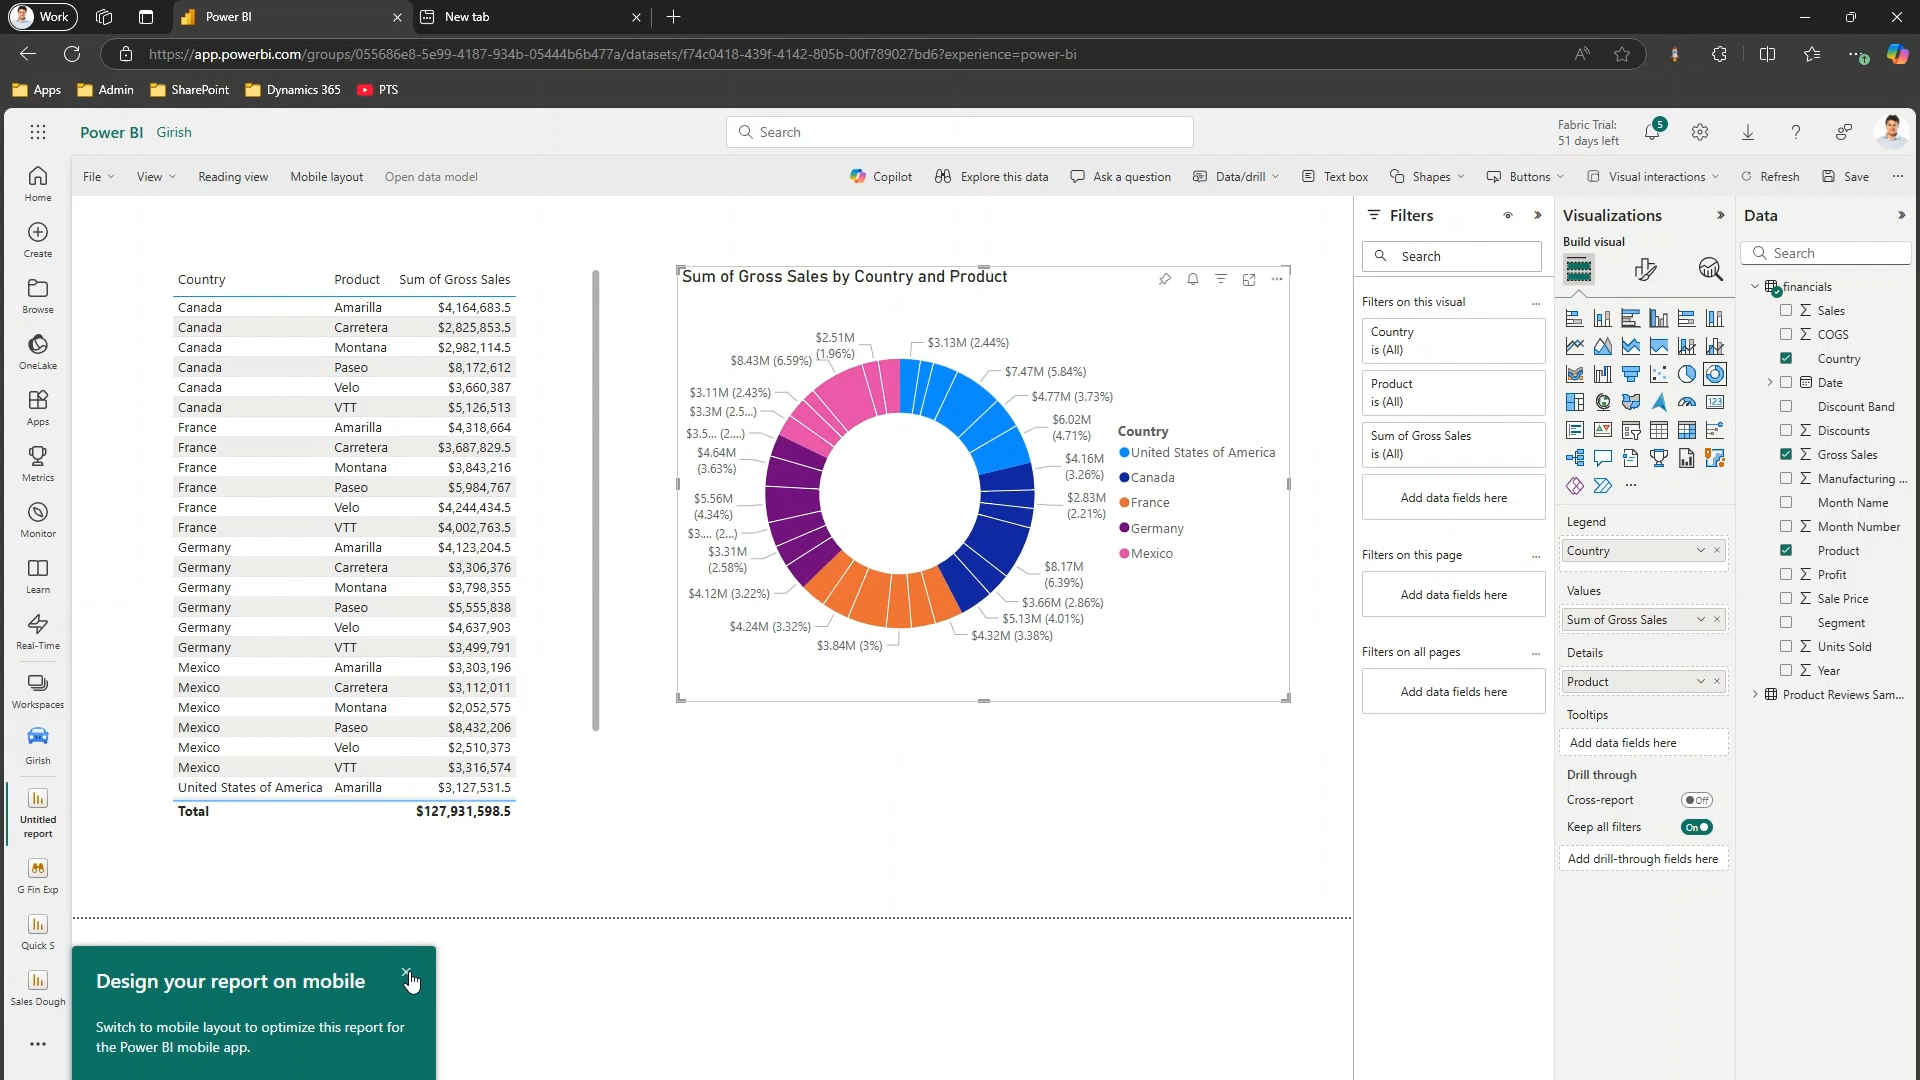 Work
Power BI
New tab
https://app.powerbi.com/groups/055686e8-5e99-4187-934b-05444b6b477a/datasets/f74c0418-439f-4142-805b-00f789027bd6?experience=power-bi
Apps
Admin
SharePoint
Dynamics 365
PTS
Power BI Girish
Search
Fabric Trial:
51 days left
5
File
View
Reading view
Mobile layout
Open data model
Copilot
Explore this data
Ask a question
Data/drill
Text box
Shapes
Buttons
Visual interactions
Refresh
Save
Home
Create
Browse
OneLake
Apps
Metrics
Monitor
Learn
Real-Time
Workspaces
Girish
Untitled
report
G Fin Exp
Quick S
Sales Dough
Country Product Sum of Gross Sales
Canada Amarilla $4,164,683.5
Canada Carretera $2,825,853.5
Canada Montana $2,982,114.5
Canada Paseo $8,172,612
Canada Velo $3,660,387
Canada VTT $5,126,513
France Amarilla $4,318,664
France Carretera $3,687,829.5
France Montana $3,843,216
France Paseo $5,984,767
France Velo $4,244,434.5
France VTT $4,002,763.5
Germany Amarilla $4,123,204.5
Germany Carretera $3,306,376
Germany Montana $3,798,355
Germany Paseo $5,555,838
Germany Velo $4,637,903
Germany VTT $3,499,791
Mexico Amarilla $3,303,196
Mexico Carretera $3,112,011
Mexico Montana $2,052,575
Mexico Paseo $8,432,206
Mexico Velo $2,510,373
Mexico VTT $3,316,574
United States of America Amarilla $3,127,531.5
Total $127,931,598.5
Sum of Gross Sales by Country and Product
$3.13M (2.44%)
$7.47M (5.84%)
$4.77M (3.73%)
$6.02M
(4.71%)
$4.16M
(3.26%)
$2.83M
(2.21%)
$8.17M
(6.39%)
$3.66M (2.86%)
$5.13M (4.01%)
$4.32M (3.38%)
$3.84M (3%)
$4.24M (3.32%)
$4.12M (3.22%)
$3.31M
(2.58%)
$3.... (2...)
$5.56M
(4.34%)
$4.64M
(3.63%)
$3.5... (2....)
$3.3M (2.5...)
$3.11M (2.43%)
$8.43M (6.59%)
$2.51M
(1.96%)
Country
United States of America
Canada
France
Germany
Mexico
Design your report on mobile
Switch to mobile layout to optimize this report for
the Power BI mobile app.
Filters
Search
Filters on this visual
Country
is (All)
Product
is (All)
Sum of Gross Sales
is (All)
Add data fields here
Filters on this page
Add data fields here
Filters on all pages
Add data fields here
Visualizations
Build visual
123
Legend
Country
Values
Sum of Gross Sales
Details
Product
Tooltips
Add data fields here
Drill through
Cross-report Off
Keep all filters On
Add drill-through fields here
Data
Search
financials
Sales
COGS
Country
Date
Discount Band
Discounts
Gross Sales
Manufacturing ...
Month Name
Month Number
Product
Profit
Sale Price
Segment
Units Sold
Year
Product Reviews Sam...